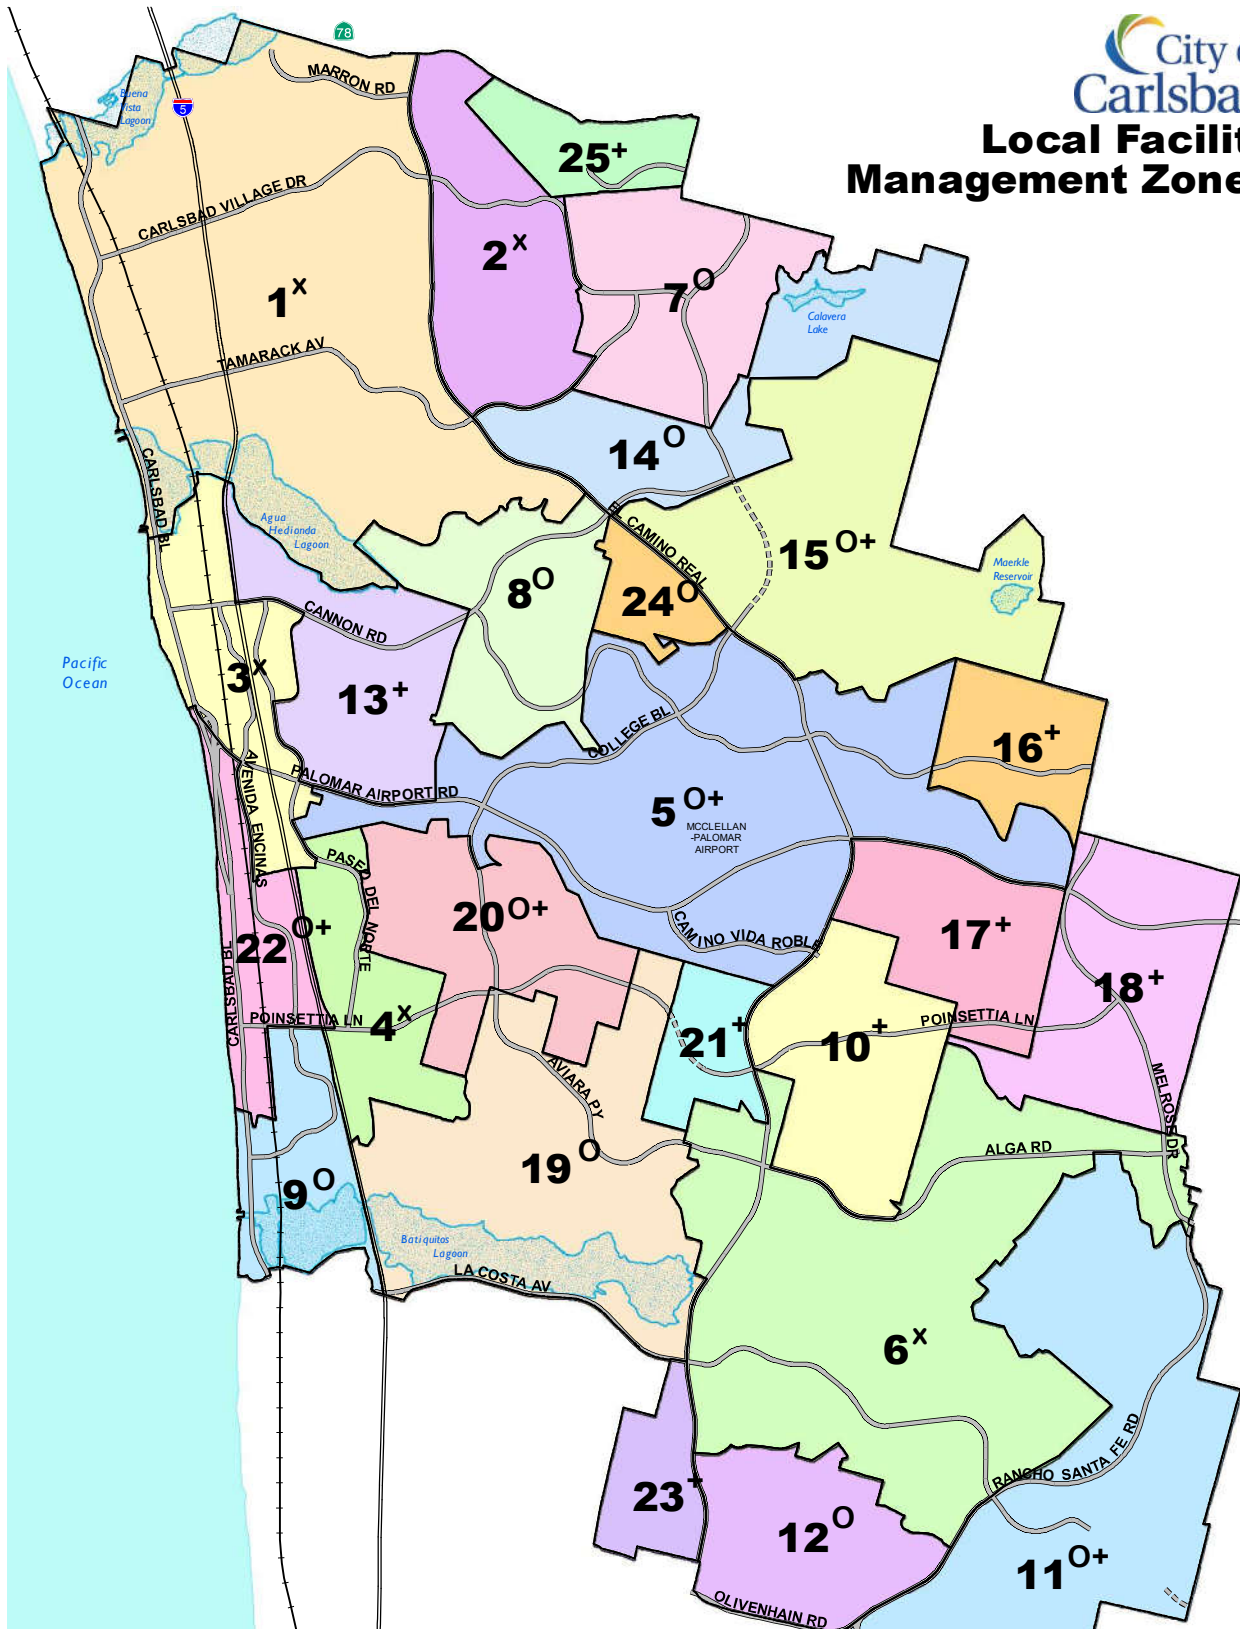 78
City o
Carlsba
Local Facilit
Management Zone
MARRON RD
Buena
Vista
Lagoon
5
25+
CARLSBAD VILLAGE DR
2x
1x
7O
Calavera
Lake
TAMARACK AV
14O
CARLSBAD BL
Agua
Hedionda
Lagoon
EL CAMINO REAL
15O+
Maerkle
Reservoir
8O
24O
CANNON RD
Pacific
Ocean
3x
13+
COLLEGE BL
16+
AVENIDA ENCINAS
PALOMAR AIRPORT RD
5O+
MCCLELLAN
-PALOMAR
AIRPORT
PASEO DEL NORTE
20O+
22O+
CAMINO VIDA ROBLE
17+
18+
CARLSBAD BL
POINSETTIA LN
4x
21+
10+
POINSETTIA LN
AVIARA PY
MELROSE DR
ALGA RD
19O
9O
Batiquitos
Lagoon
LA COSTA AV
6x
RANCHO SANTA FE RD
23+
12O
11O+
OLIVENHAIN RD